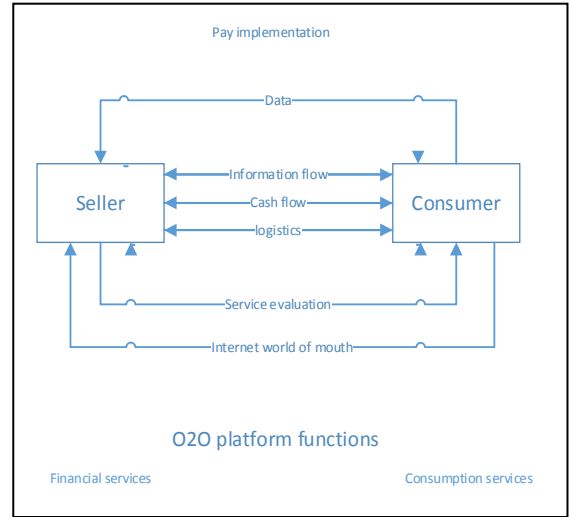 Pay implementation
Data
Information flow
Seller
Cash flow
Consumer
logistics
Service evaluation
Internet world of mouth
O2O platform functions
Financial services
Consumption services